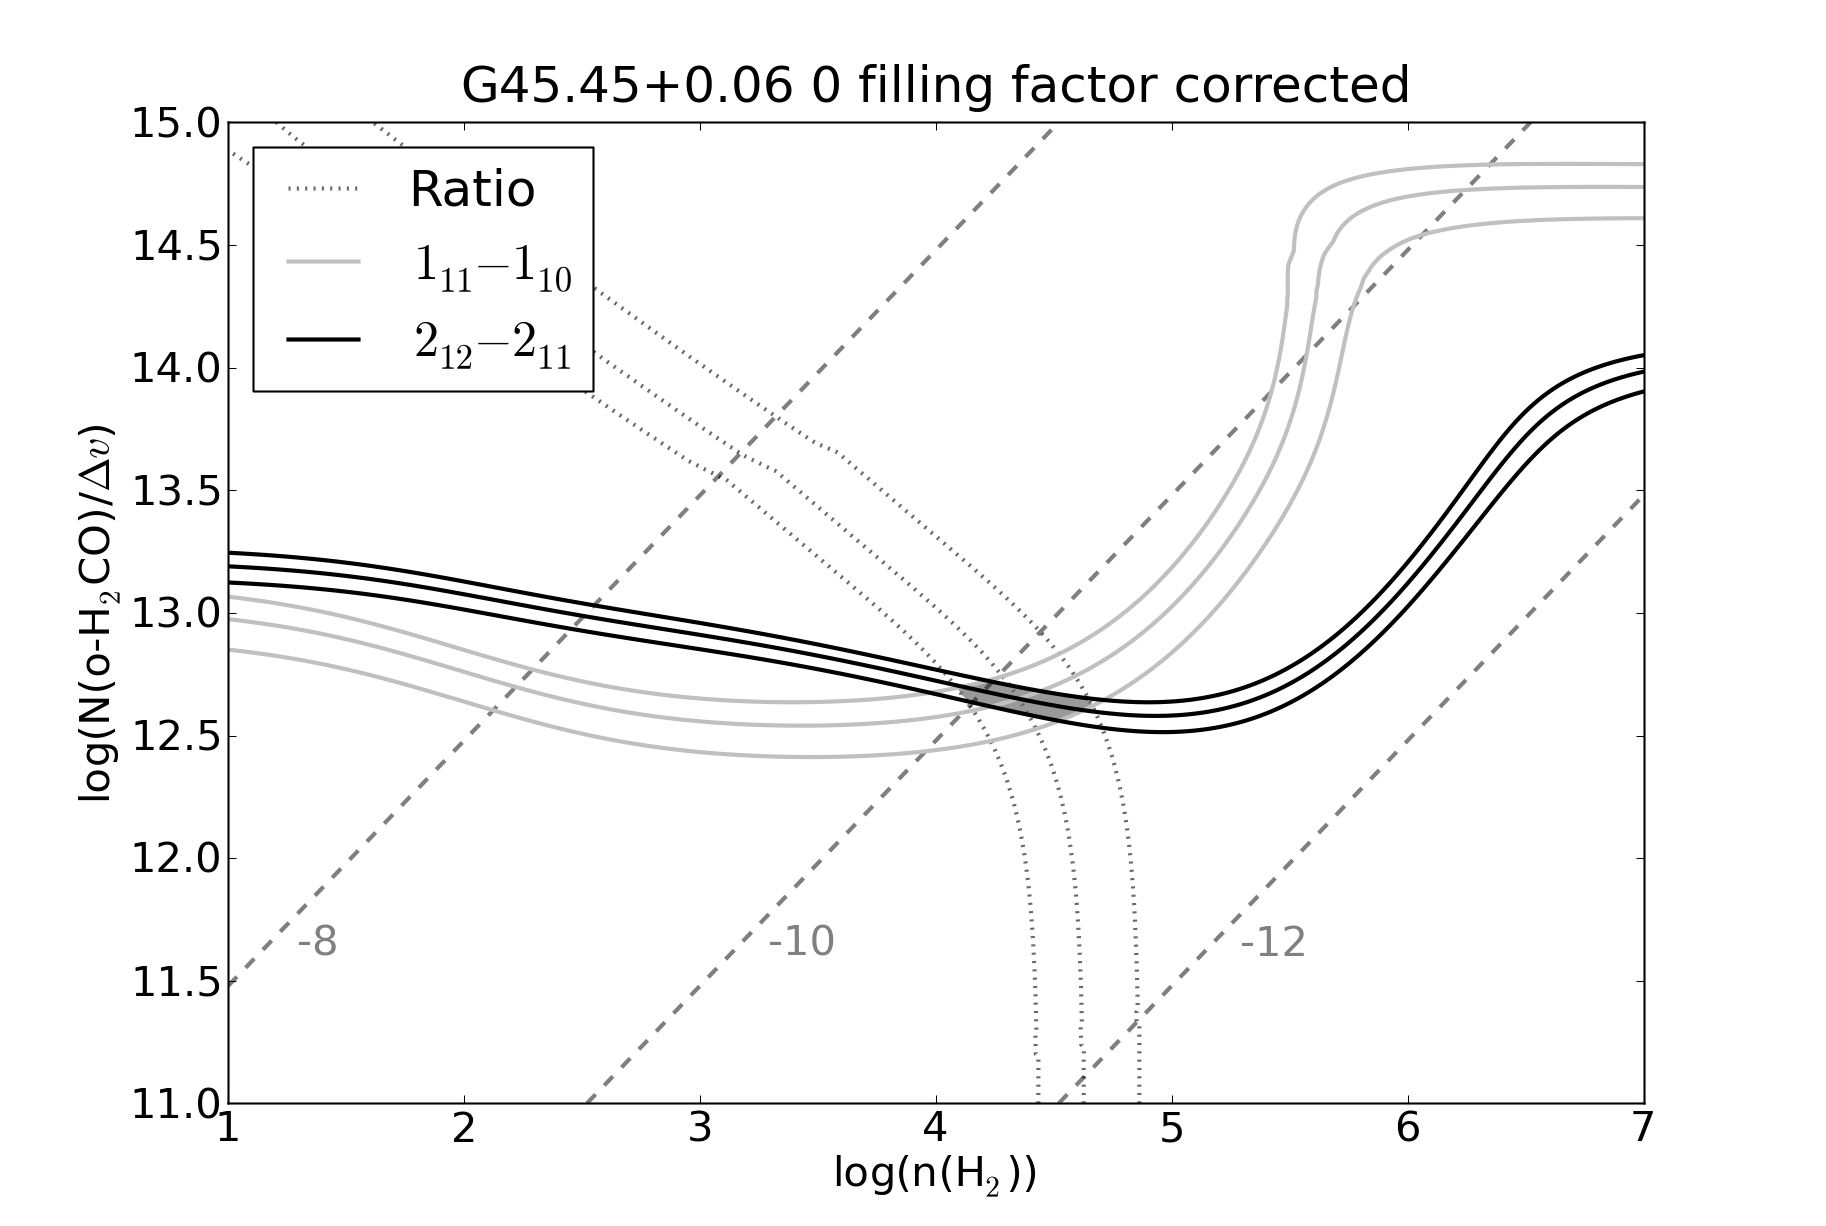 G45.45+0.06 0 filling factor corrected
15.0
14.5
14.0
13.5
13.0
12.5
12.0
11.5
11.0
log(N(o-H₂CO)/Δv)
Ratio
1₁₁−1₁₀
2₁₂−2₁₁
-8
-10
-12
1 2 3 4 5 6 7
log(n(H₂))